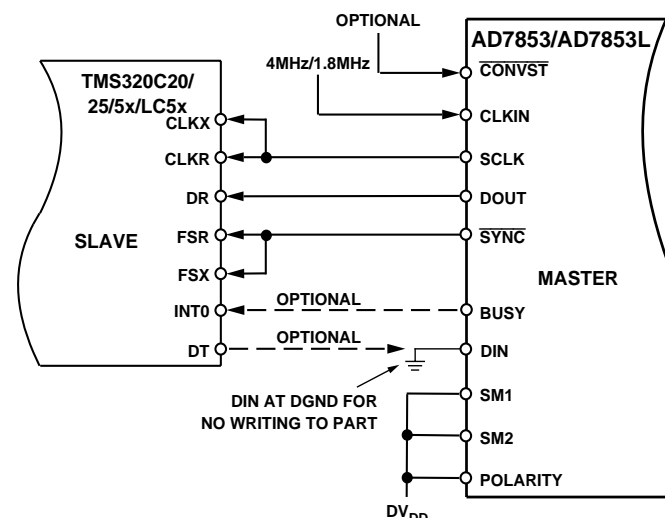 OPTIONAL
AD7853/AD7853L
4MHz/1.8MHz
CONVST
TMS320C20/
25/5x/LC5x
CLKX
CLKIN
CLKR
SCLK
DR
DOUT
SLAVE
FSR
SYNC
FSX
MASTER
INT0
OPTIONAL
BUSY
DT
OPTIONAL
DIN
DIN AT DGND FOR
NO WRITING TO PART
SM1
SM2
POLARITY
DVDD